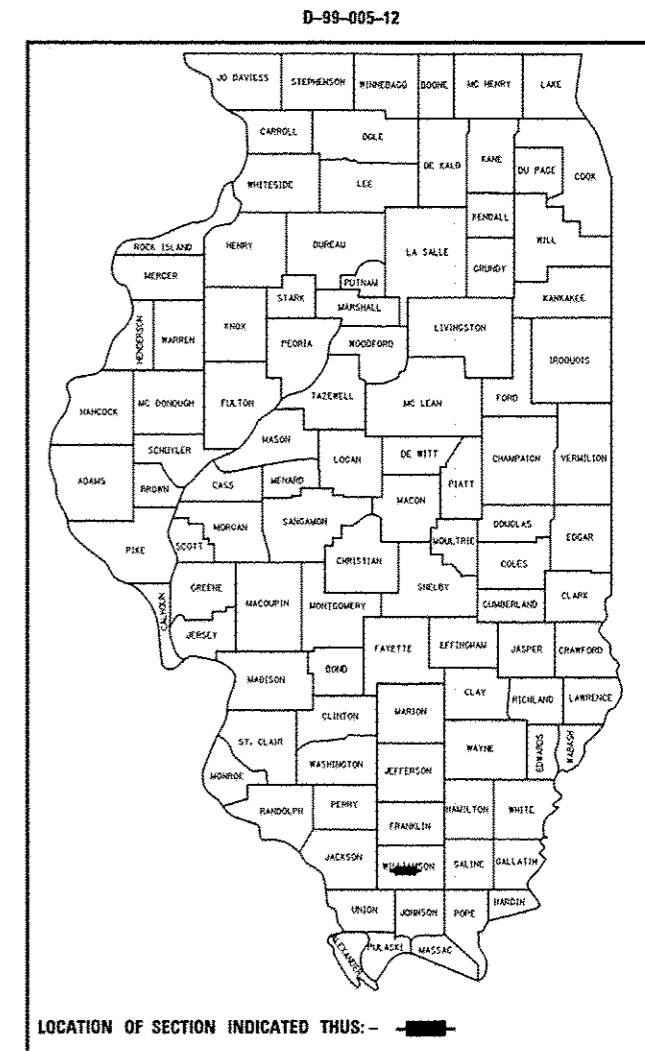 D-99-005-12
JO DAVIESS STEPHENSON WINNEBAGO BOONE MC HENRY LAKE
CARROLL OGLE DE KALB KANE DU PAGE COOK
WHITESIDE LEE KENDALL WILL
ROCK ISLAND HENRY BUREAU LA SALLE GRUNDY
MERCER PUTNAM KANKAKEE
STARK MARSHALL
HENDERSON WARREN KNOX PEORIA WOODFORD LIVINGSTON IROQUOIS
HANCOCK MC DONOUGH FULTON TAZEWELL MC LEAN FORD
SCHUYLER MASON LOGAN DE WITT CHAMPAIGN VERMILION
ADAMS BROWN CASS MENARD MACON PIATT
MORGAN SANGAMON DOUGLAS EDGAR
PIKE SCOTT CHRISTIAN MOULTRIE COLES
GREENE MACOUPIN MONTGOMERY SHELBY CUMBERLAND CLARK
CALHOUN JERSEY FAYETTE EFFINGHAM JASPER CRAWFORD
MADISON BOND CLAY RICHLAND LAWRENCE
CLINTON MARION
ST. CLAIR WAYNE EDWARDS WABASH
MONROE WASHINGTON JEFFERSON
RANDOLPH PERRY HAMILTON WHITE
FRANKLIN
JACKSON WILLIAMSON SALINE GALLATIN
UNION JOHNSON POPE HARDIN
ALEXANDER PULASKI MASSAC
LOCATION OF SECTION INDICATED THUS: -